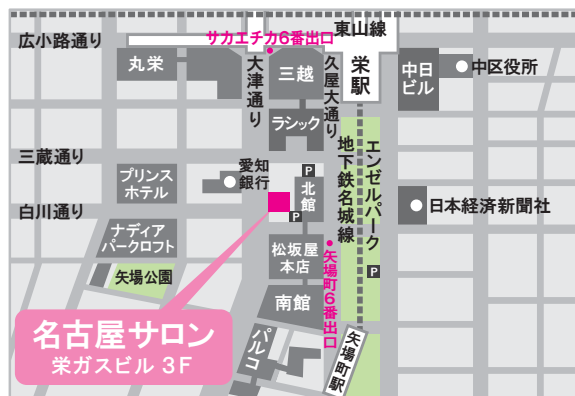 広小路通り
サカエチカ6番出口
東山線
丸栄
大津通り
三越
久屋大通り
栄駅
中日
ビル
中区役所
ラシック
地下鉄名城線
エンゼルパーク
三蔵通り
プリンス
ホテル
愛知
銀行
P
北館
白川通り
P
日本経済新聞社
ナディア
パークロフト
松坂屋
本店
矢場町6番出口
P
矢場公園
南館
名古屋サロン
栄ガスビル 3F
パルコ
矢場町駅